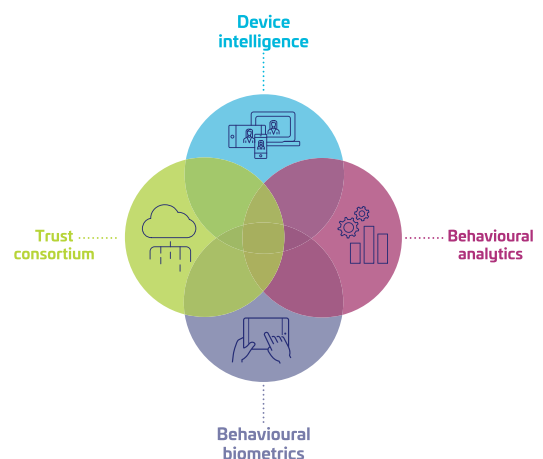 Device
intelligence
Trust
consortium
Behavioural
analytics
Behavioural
biometrics